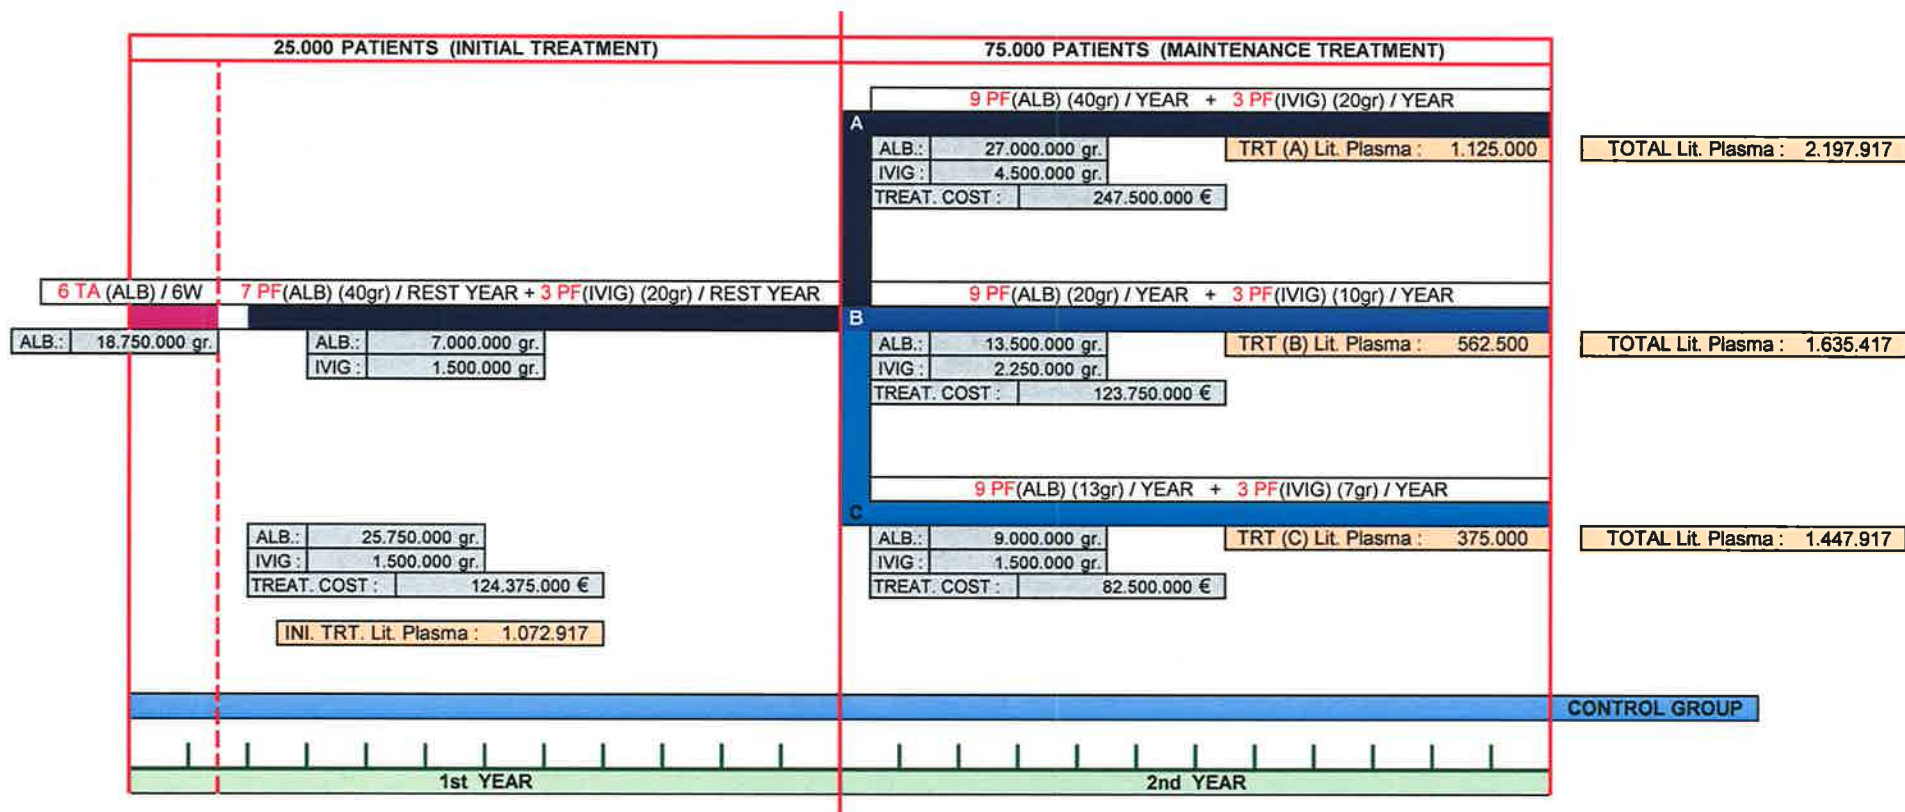 25.000 PATIENTS (INITIAL TREATMENT)
75.000 PATIENTS (MAINTENANCE TREATMENT)
9 PF(ALB) (40gr) / YEAR + 3 PF(IVIG) (20gr) / YEAR
A
ALB.: 27.000.000 gr.
TRT (A) Lit. Plasma : 1.125.000
TOTAL Lit. Plasma : 2.197.917
IVIG : 4.500.000 gr.
TREAT. COST : 247.500.000 €
6 TA (ALB) / 6W
7 PF(ALB) (40gr) / REST YEAR + 3 PF(IVIG) (20gr) / REST YEAR
9 PF(ALB) (20gr) / YEAR + 3 PF(IVIG) (10gr) / YEAR
B
ALB.: 18.750.000 gr.
ALB.: 7.000.000 gr.
IVIG : 1.500.000 gr.
ALB.: 13.500.000 gr.
TRT (B) Lit. Plasma : 562.500
TOTAL Lit. Plasma : 1.635.417
IVIG : 2.250.000 gr.
TREAT. COST : 123.750.000 €
9 PF(ALB) (13gr) / YEAR + 3 PF(IVIG) (7gr) / YEAR
C
ALB.: 25.750.000 gr.
IVIG : 1.500.000 gr.
TREAT. COST : 124.375.000 €
ALB.: 9.000.000 gr.
TRT (C) Lit. Plasma : 375.000
TOTAL Lit. Plasma : 1.447.917
IVIG : 1.500.000 gr.
TREAT. COST : 82.500.000 €
INI. TRT. Lit. Plasma : 1.072.917
CONTROL GROUP
1st YEAR
2nd YEAR